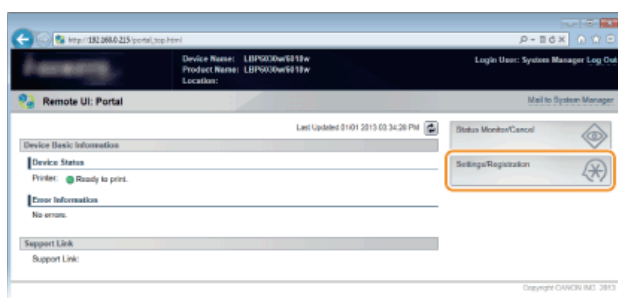 http://192.168.0.215/portal_top.html
Device Name: LBP6030w/6018w
Product Name: LBP6030w/6018w
Location:
Login User: System Manager Log Out
Remote UI: Portal
Mail to System Manager
Last Updated 01/01 2013 03:34:28 PM
Device Basic Information
Device Status
Printer: Ready to print.
Error Information
No errors.
Support Link
Support Link:
Status Monitor/Cancel
Settings/Registration
Copyright CANON INC. 2013